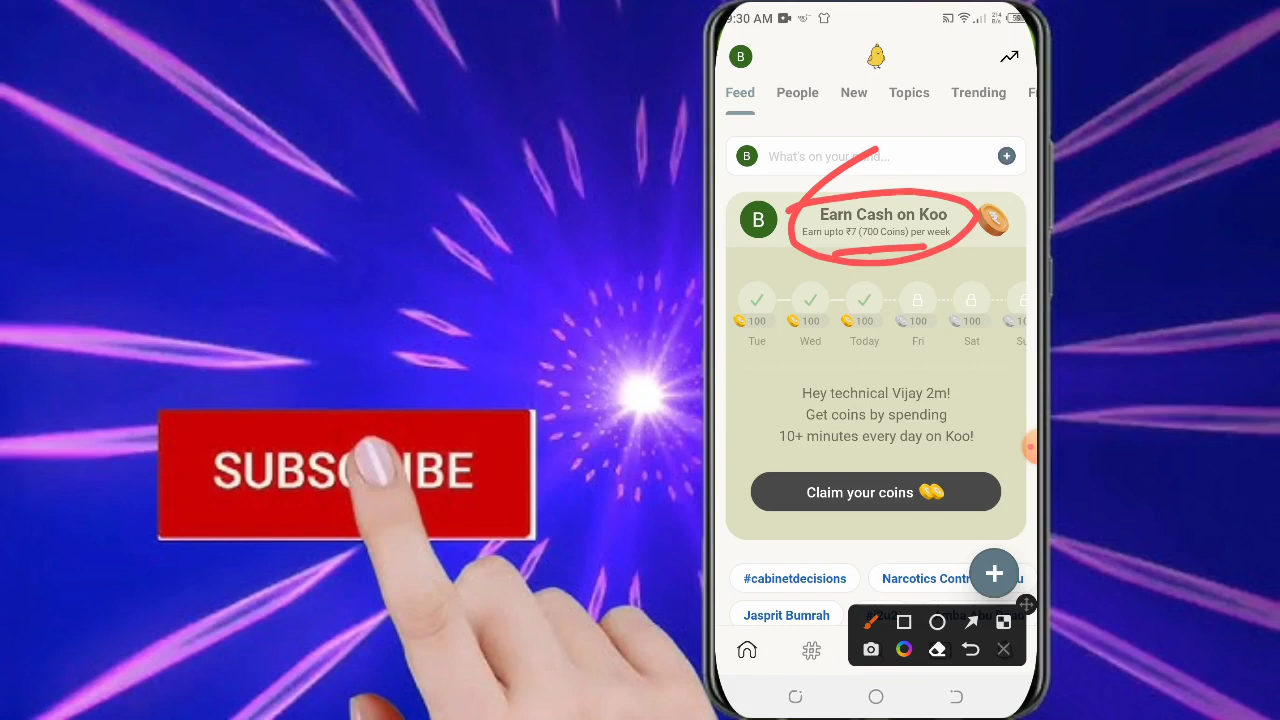 SUBSCRIBE
9:30 AM
B
Feed People New Topics Trending
B What's on your mind...
B
Earn Cash on Koo
Earn upto ₹7 (700 Coins) per week
100 100 100 100 100
Tue Wed Today Fri Sat
Hey technical Vijay 2m!
Get coins by spending
10+ minutes every day on Koo!
Claim your coins
#cabinetdecisions Narcotics
Jasprit Bumrah